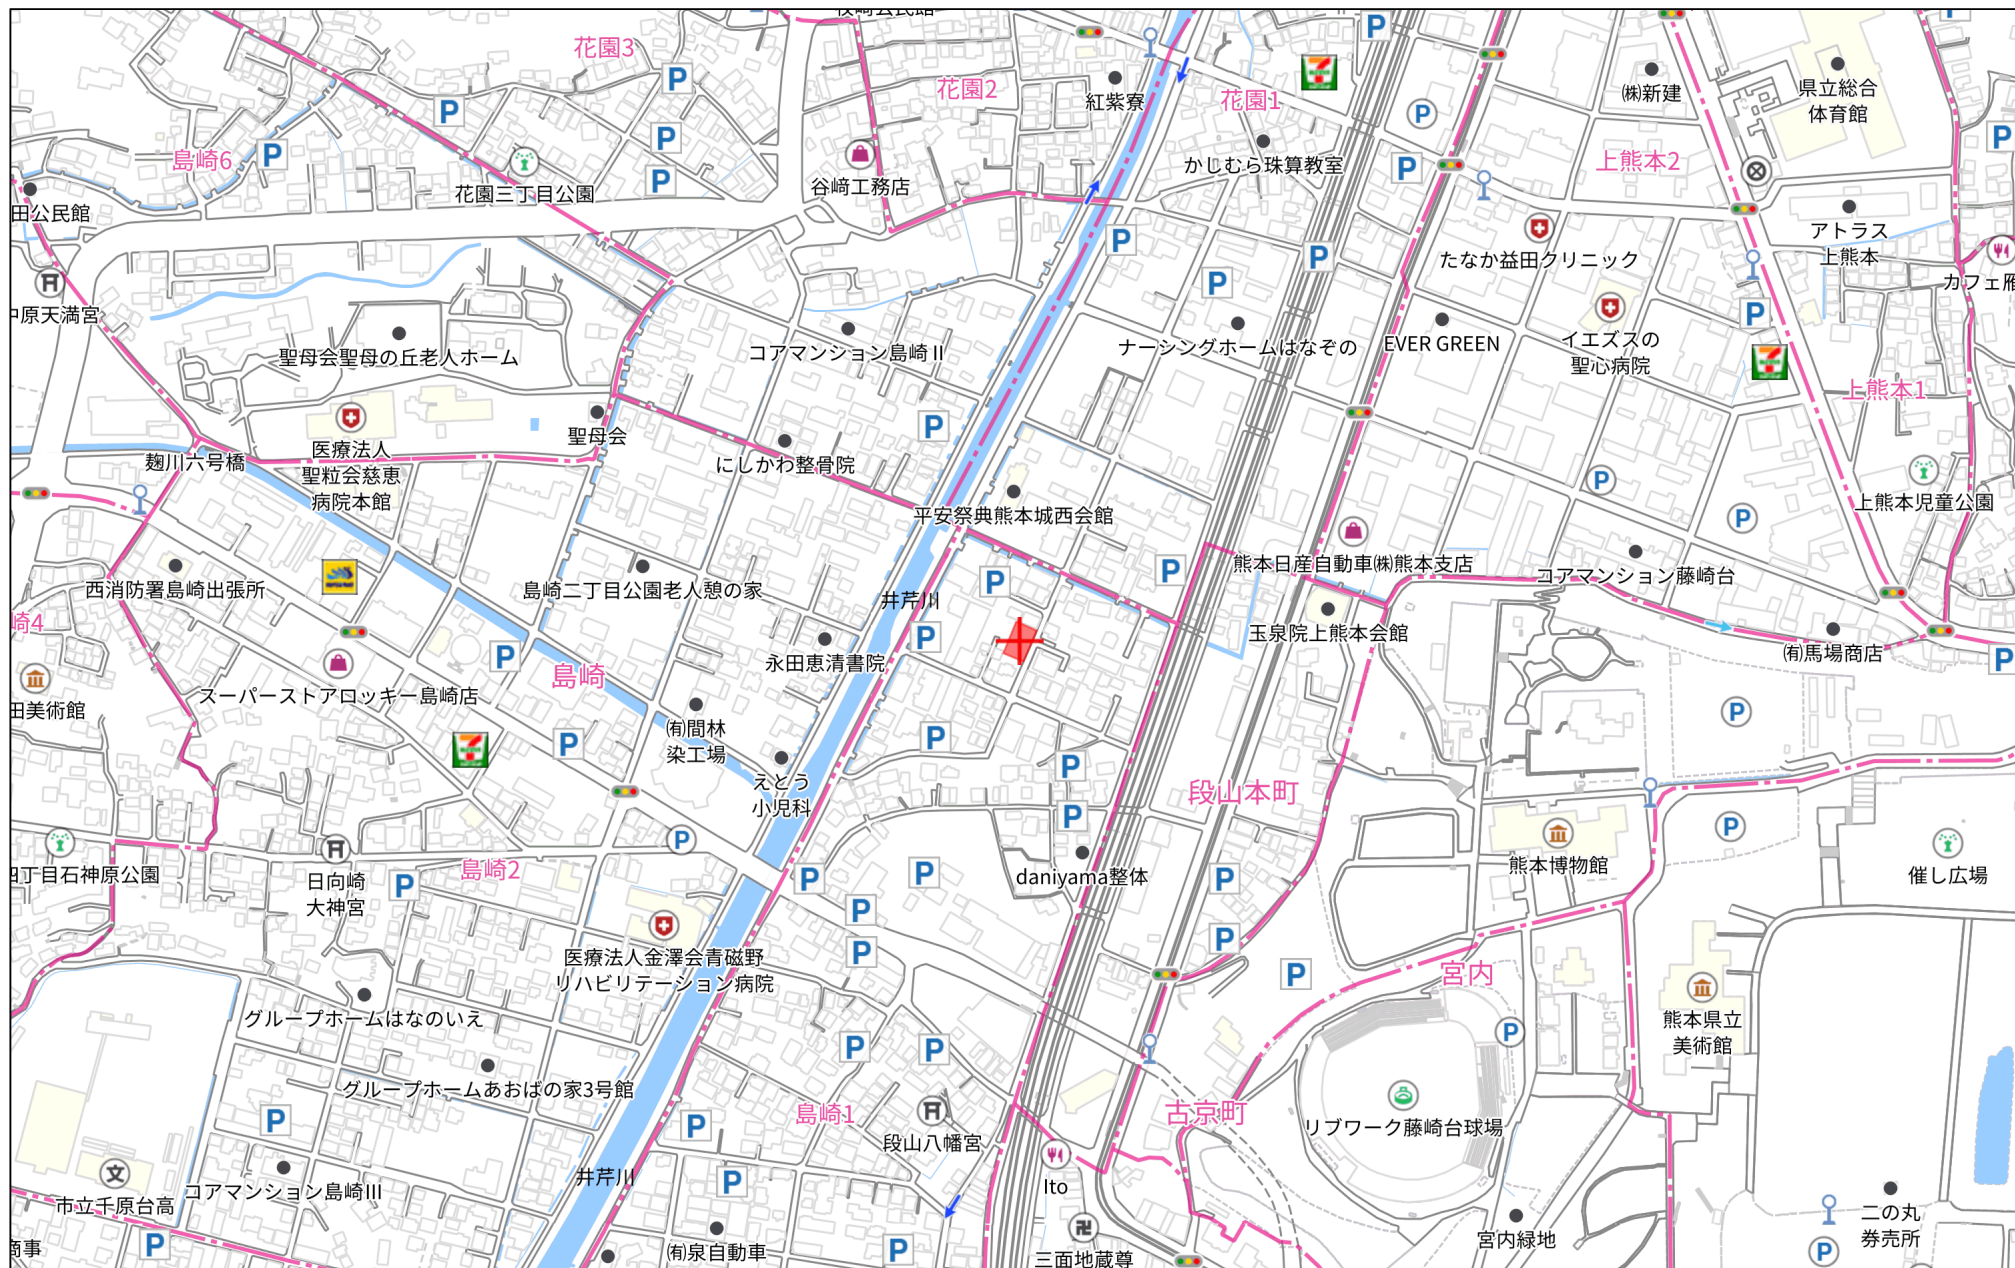 花園3
花園2
紅紫寮
花園1
㈱新建
県立総合
体育館
かしむら珠算教室
上熊本2
島崎6
谷﨑工務店
花園三丁目公園
田公民館
アトラス
上熊本
たなか益田クリニック
カフェ雁
中原天満宮
聖母会聖母の丘老人ホーム
コアマンション島崎Ⅱ
ナーシングホームはなぞの
EVER GREEN
イエズスの
聖心病院
上熊本1
聖母会
医療法人
聖粒会慈恵
病院本館
麹川六号橋
にしかわ整骨院
上熊本児童公園
平安祭典熊本城西会館
熊本日産自動車㈱熊本支店
コアマンション藤崎台
西消防署島崎出張所
島崎二丁目公園老人憩の家
井芹川
崎4
玉泉院上熊本会館
㈲馬場商店
永田恵清書院
島崎
スーパーストアロッキー島崎店
田美術館
㈲間林
染工場
えとう
小児科
段山本町
熊本博物館
催し広場
四丁目石神原公園
島崎2
日向崎
大神宮
daniyama整体
医療法人金澤会青磁野
リハビリテーション病院
宮内
グループホームはなのいえ
熊本県立
美術館
グループホームあおばの家3号館
島崎1
古京町
リブワーク藤崎台球場
段山八幡宮
井芹川
Ito
市立千原台高
コアマンション島崎Ⅲ
二の丸
券売所
宮内緑地
商事
㈲泉自動車
三面地蔵尊